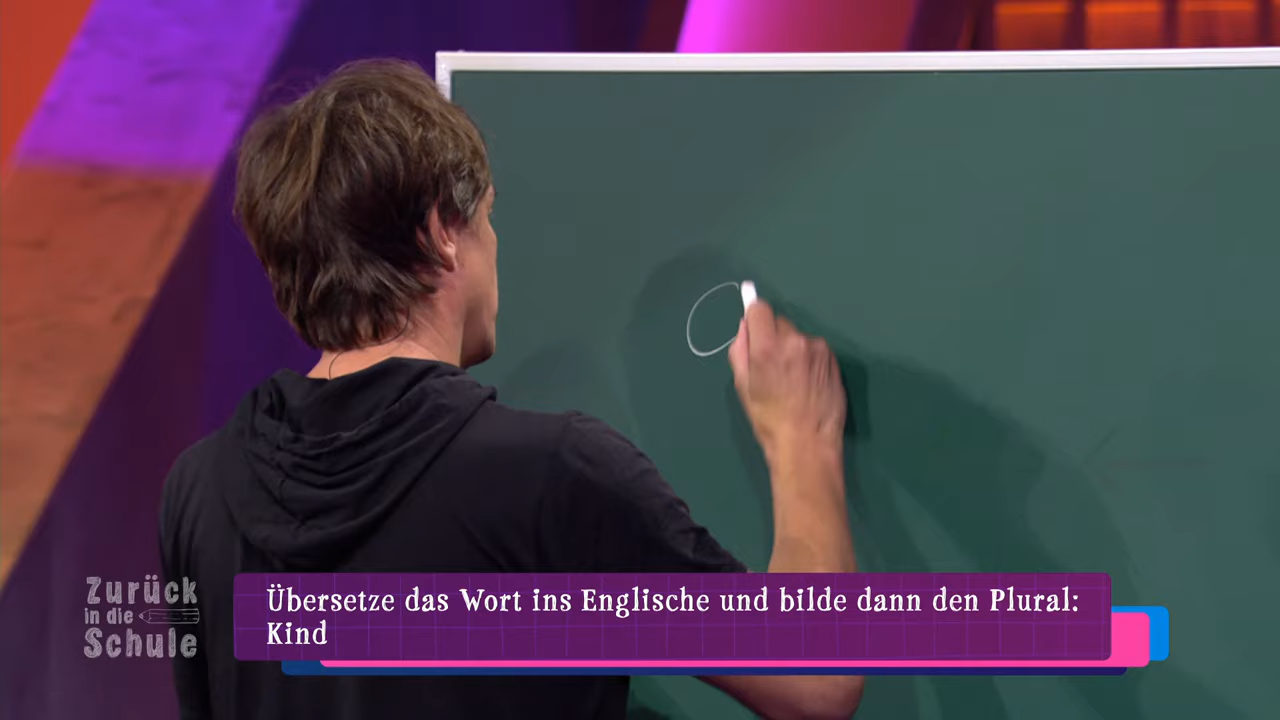 Zurück
in die
Schule
Übersetze das Wort ins Englische und bilde dann den Plural:
Kind